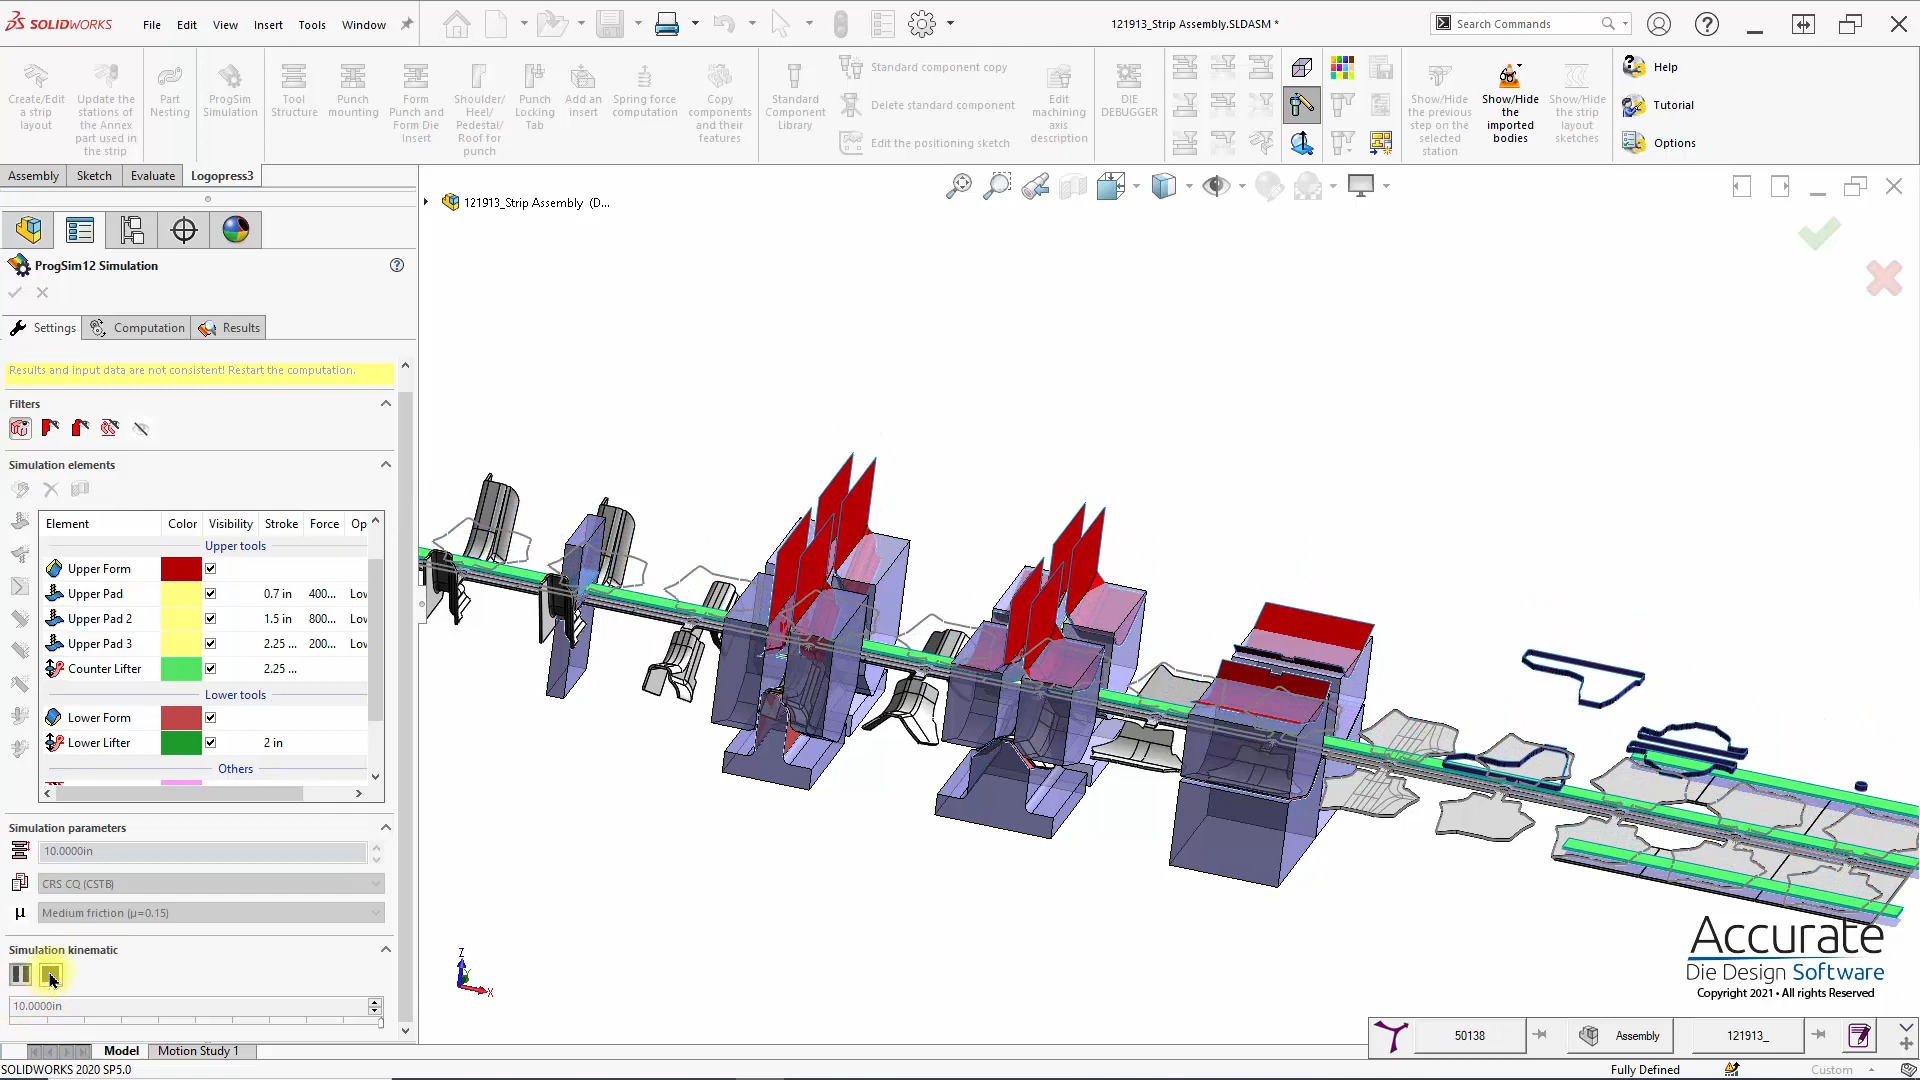 SOLIDWORKS
File Edit View Insert Tools Window
121913_Strip Assembly.SLDASM *
Search Commands
Create/Edit a strip layout
Update the stations of the Annex part used in the strip
Part Nesting
ProgSim Simulation
Tool Structure
Punch mounting
Form Punch and Form Die Insert
Shoulder/ Heel/ Pedestal/ Roof for punch
Punch Locking Tab
Add an insert
Spring force computation
Copy components and their features
Standard Component Library
Standard component copy
Delete standard component
Edit the positioning sketch
Edit machining axis description
DIE DEBUGGER
Show/Hide the previous step on the selected station
Show/Hide the imported bodies
Show/Hide the strip layout sketches
Help
Tutorial
Options
Assembly Sketch Evaluate Logopress3
121913_Strip Assembly (D...
ProgSim12 Simulation
Settings Computation Results
Results and input data are not consistent! Restart the computation.
Filters
Simulation elements
Element Color Visibility Stroke Force Op
Upper tools
Upper Form
Upper Pad 0.7 in 400... Lov
Upper Pad 2 1.5 in 800... Lov
Upper Pad 3 2.25 ... 200... Lov
Counter Lifter 2.25 ...
Lower tools
Lower Form
Lower Lifter 2 in
Others
Simulation parameters
10.0000in
CRS CQ (CSTB)
μ Medium friction (μ=0.15)
Simulation kinematic
10.0000in
Z
Y
X
Accurate
Die Design Software
Copyright 2021 • All rights Reserved
50138 Assembly 121913_
Model Motion Study 1
SOLIDWORKS 2020 SP5.0
Fully Defined Custom